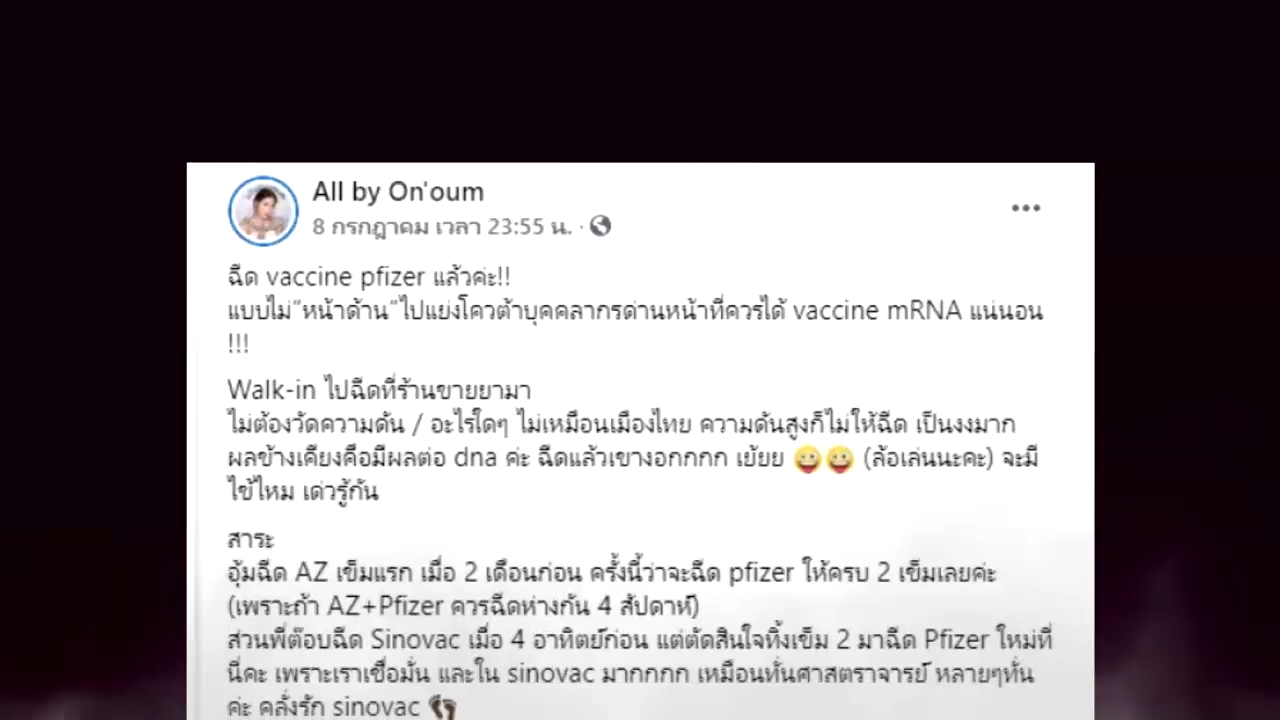 All by On'oum
8 กรกฎาคม เวลา 23:55 น. ·
ฉีด vaccine pfizer แล้วค่ะ!!
แบบไม่"หน้าด้าน"ไปแย่งโควต้าบุคคลากรด่านหน้าที่ควรได้ vaccine mRNA แน่นอน
!!!
Walk-in ไปฉีดที่ร้านขายยามา
ไม่ต้องวัดความดัน / อะไรใดๆ ไม่เหมือนเมืองไทย ความดันสูงก็ไม่ให้ฉีด เป็นงงมาก
ผลข้างเคียงคือมีผลต่อ dna ค่ะ ฉีดแล้วเขางอกกกก เย้ยย 😜😜 (ล้อเล่นนะคะ) จะมี
ไข้ไหม เด่วรู้กัน
สาระ
อุ้มฉีด AZ เข็มแรก เมื่อ 2 เดือนก่อน ครั้งนี้ว่าจะฉีด pfizer ให้ครบ 2 เข็มเลยค่ะ
(เพราะถ้า AZ+Pfizer ควรฉีดห่างกัน 4 สัปดาห์)
ส่วนพี่ต๊อบฉีด Sinovac เมื่อ 4 อาทิตย์ก่อน แต่ตัดสินใจทิ้งเข็ม 2 มาฉีด Pfizer ใหม่ที่
นี่คะ เพราะเราเชื่อมั่น และใน sinovac มากกกก เหมือนทั่นศาสตราจารย์ หลายๆทั่น
ค่ะ คลั่งรัก sinovac 👣